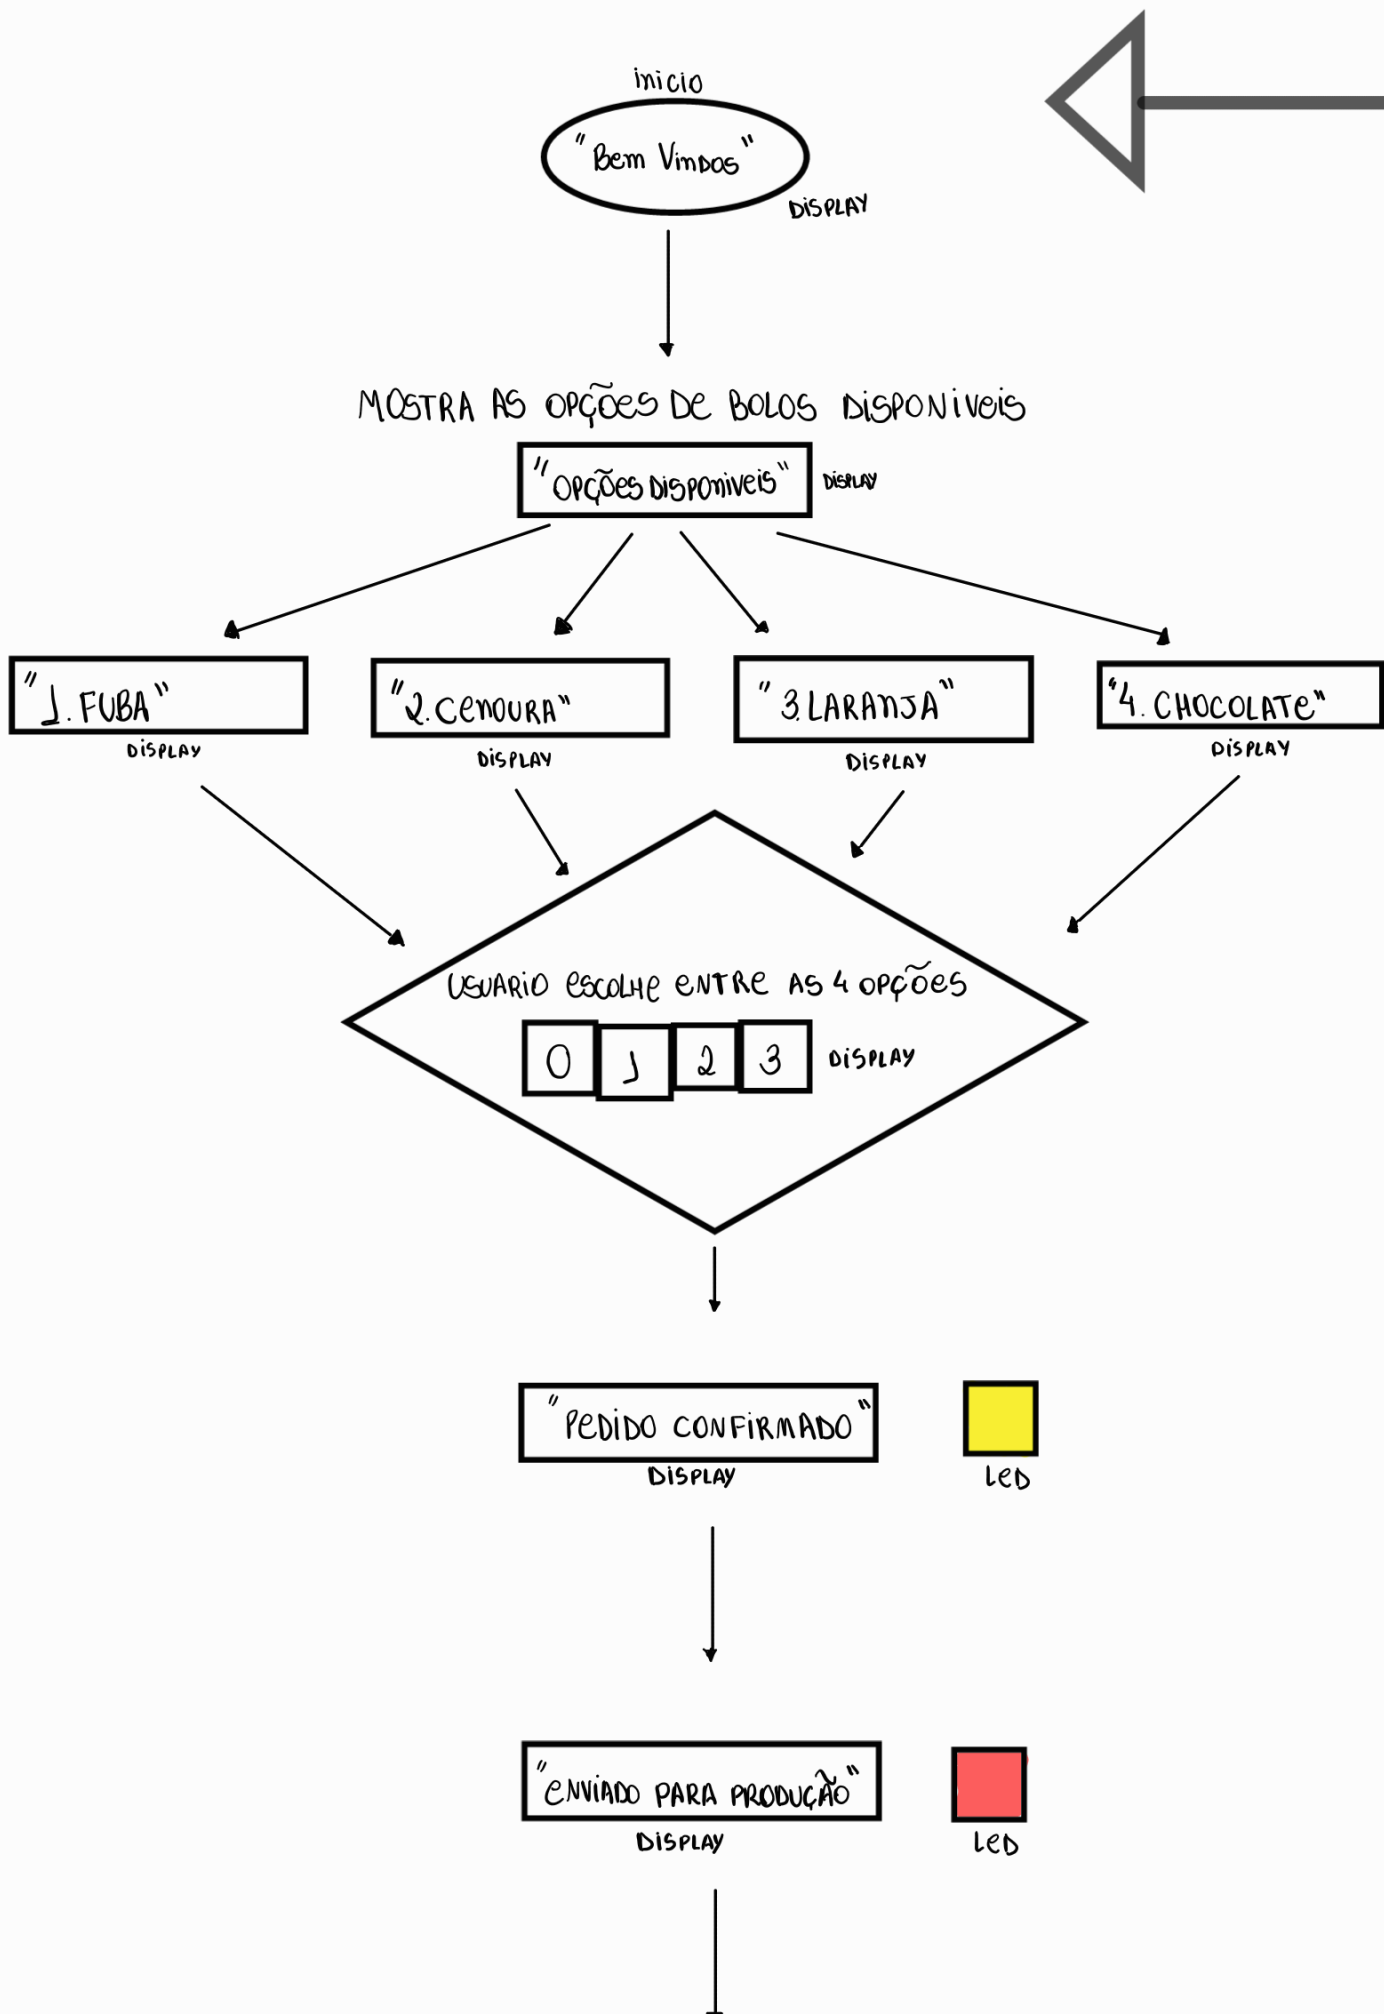 inicio
"Bem Vindos"
DISPLAY
MOSTRA AS OPÇÕES DE BOLOS DISPONIVEIS
"OPÇÕES DISPONIVEIS"
DISPLAY
"1. FUBA"
"2. CENOURA"
"3. LARANJA"
"4. CHOCOLATE"
DISPLAY
DISPLAY
DISPLAY
DISPLAY
USUARIO ESCOLHE ENTRE AS 4 OPÇÕES
0 1 2 3
DISPLAY
"PEDIDO CONFIRMADO"
DISPLAY
LED
"ENVIADO PARA PRODUÇÃO"
DISPLAY
LED